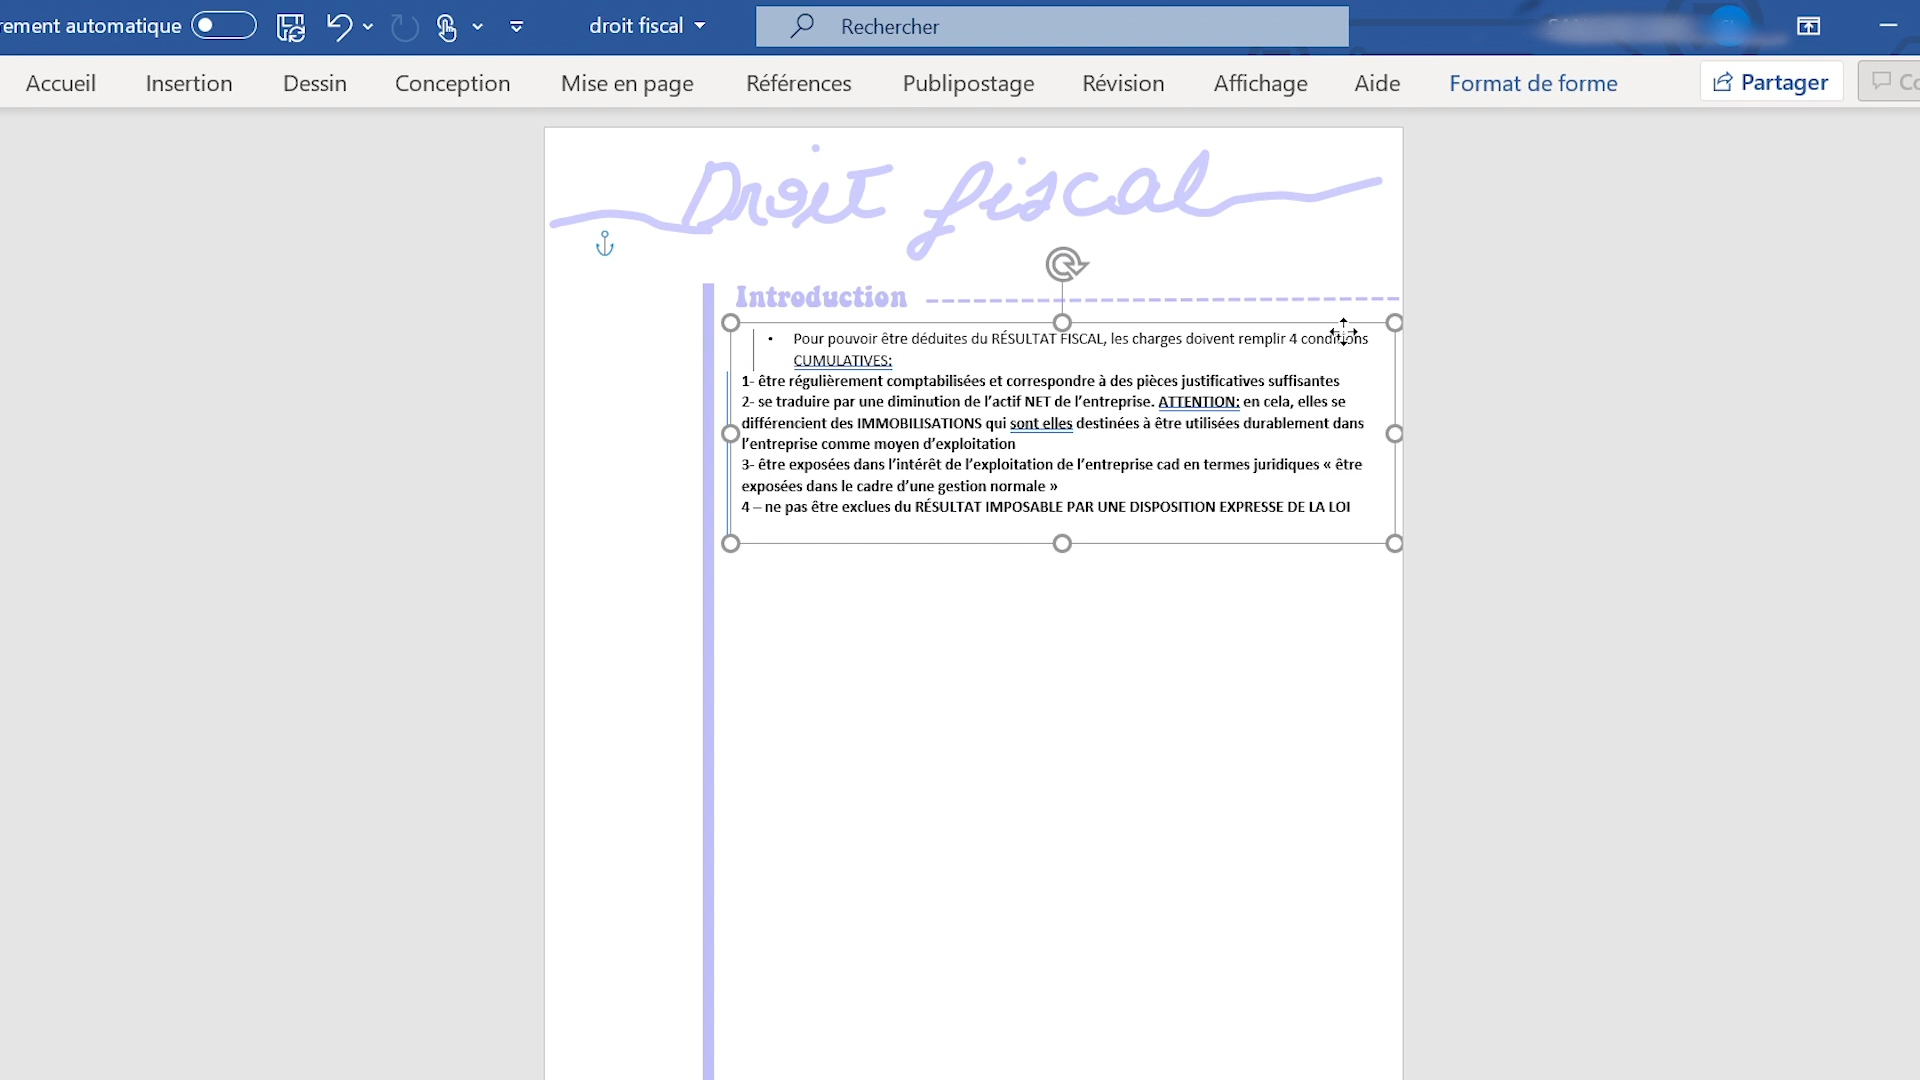 rement automatique droit fiscal Rechercher
Accueil Insertion Dessin Conception Mise en page Références Publipostage Révision Affichage Aide Format de forme Partager Co
Droit fiscal
Introduction
• Pour pouvoir être déduites du RÉSULTAT FISCAL, les charges doivent remplir 4 conditions
CUMULATIVES:
1- être régulièrement comptabilisées et correspondre à des pièces justificatives suffisantes
2- se traduire par une diminution de l’actif NET de l’entreprise. ATTENTION: en cela, elles se
différencient des IMMOBILISATIONS qui sont elles destinées à être utilisées durablement dans
l’entreprise comme moyen d’exploitation
3- être exposées dans l’intérêt de l’exploitation de l’entreprise cad en termes juridiques « être
exposées dans le cadre d’une gestion normale »
4 – ne pas être exclues du RÉSULTAT IMPOSABLE PAR UNE DISPOSITION EXPRESSE DE LA LOI